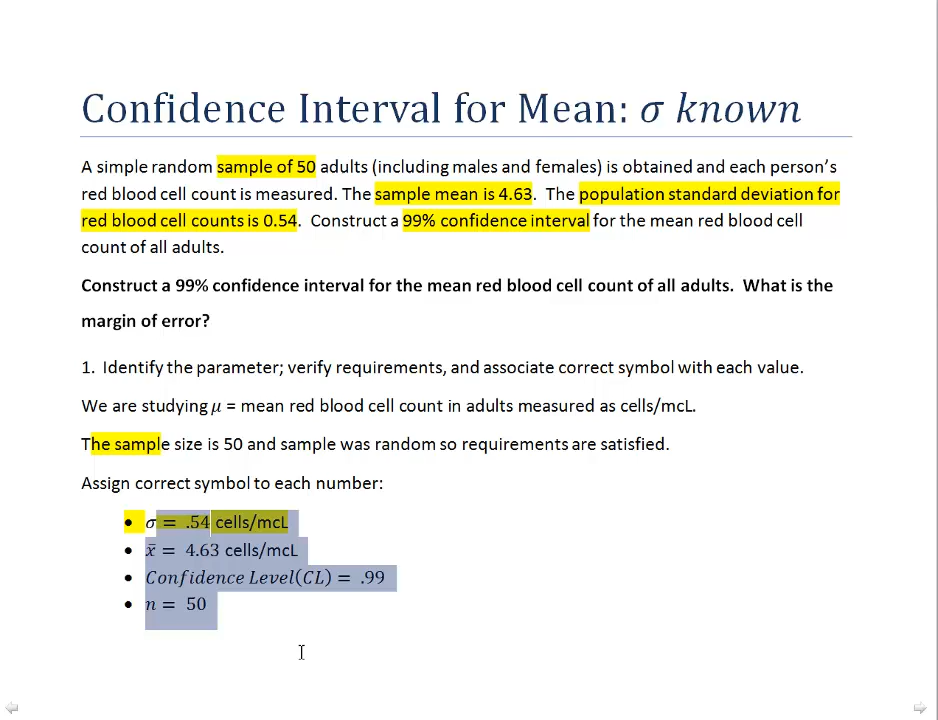 Confidence Interval for Mean: σ known
A simple random sample of 50 adults (including males and females) is obtained and each person’s
red blood cell count is measured. The sample mean is 4.63. The population standard deviation for
red blood cell counts is 0.54. Construct a 99% confidence interval for the mean red blood cell
count of all adults.
Construct a 99% confidence interval for the mean red blood cell count of all adults. What is the
margin of error?
1. Identify the parameter; verify requirements, and associate correct symbol with each value.
We are studying μ = mean red blood cell count in adults measured as cells/mcL.
The sample size is 50 and sample was random so requirements are satisfied.
Assign correct symbol to each number:
• σ = .54 cells/mcL
• x̄ = 4.63 cells/mcL
• Confidence Level(CL) = .99
• n = 50